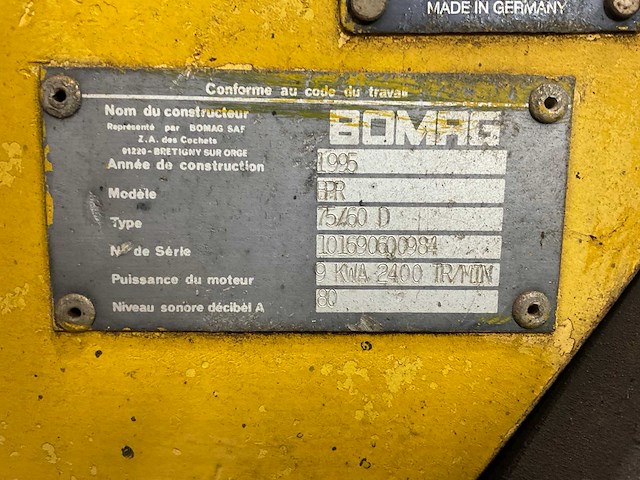 MADE IN GERMANY
Conforme au code du travail
Nom du constructeur BOMAG
Représenté par BOMAG SAF
Z.A. des Cochets
91220 - BRETIGNY SUR ORGE
Année de construction 1995
Modèle BPR
Type 75/60 D
N° de Série 101690600984
Puissance du moteur 9 KWA 2400 TR/MIN
Niveau sonore décibel A 80